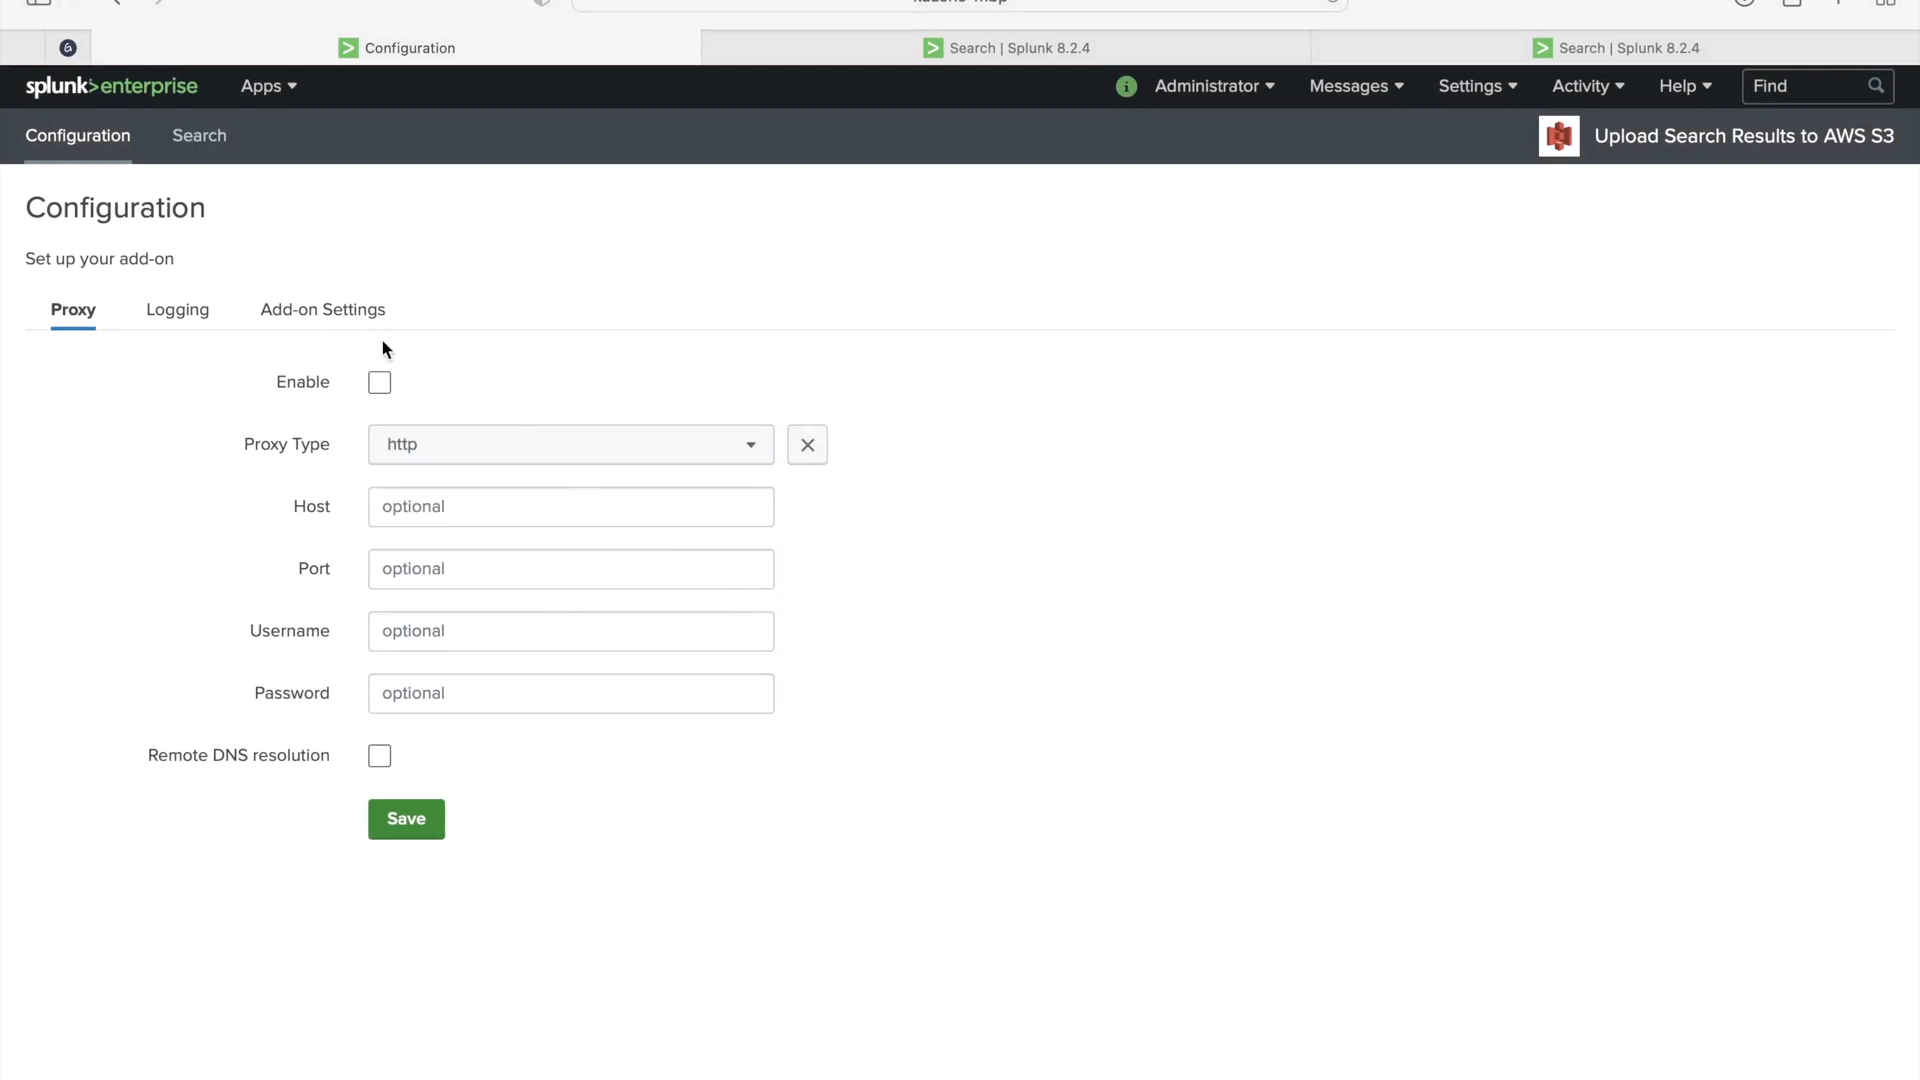 Configuration
Search | Splunk 8.2.4
Search | Splunk 8.2.4
splunk>enterprise
Apps
i
Administrator
Messages
Settings
Activity
Help
Find
Configuration
Search
Upload Search Results to AWS S3
Configuration
Set up your add-on
Proxy
Logging
Add-on Settings
Enable
Proxy Type
http
Host
optional
Port
optional
Username
optional
Password
optional
Remote DNS resolution
Save